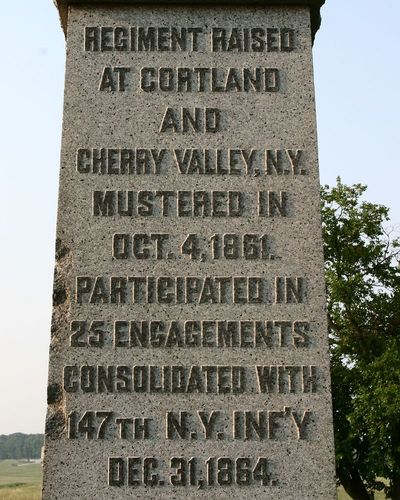 REGIMENT RAISED
AT CORTLAND
AND
CHERRY VALLEY, N.Y.
MUSTERED IN
OCT. 4, 1861.
PARTICIPATED IN
25 ENGAGEMENTS
CONSOLIDATED WITH
147TH N.Y. INF'Y
DEC. 31, 1864.